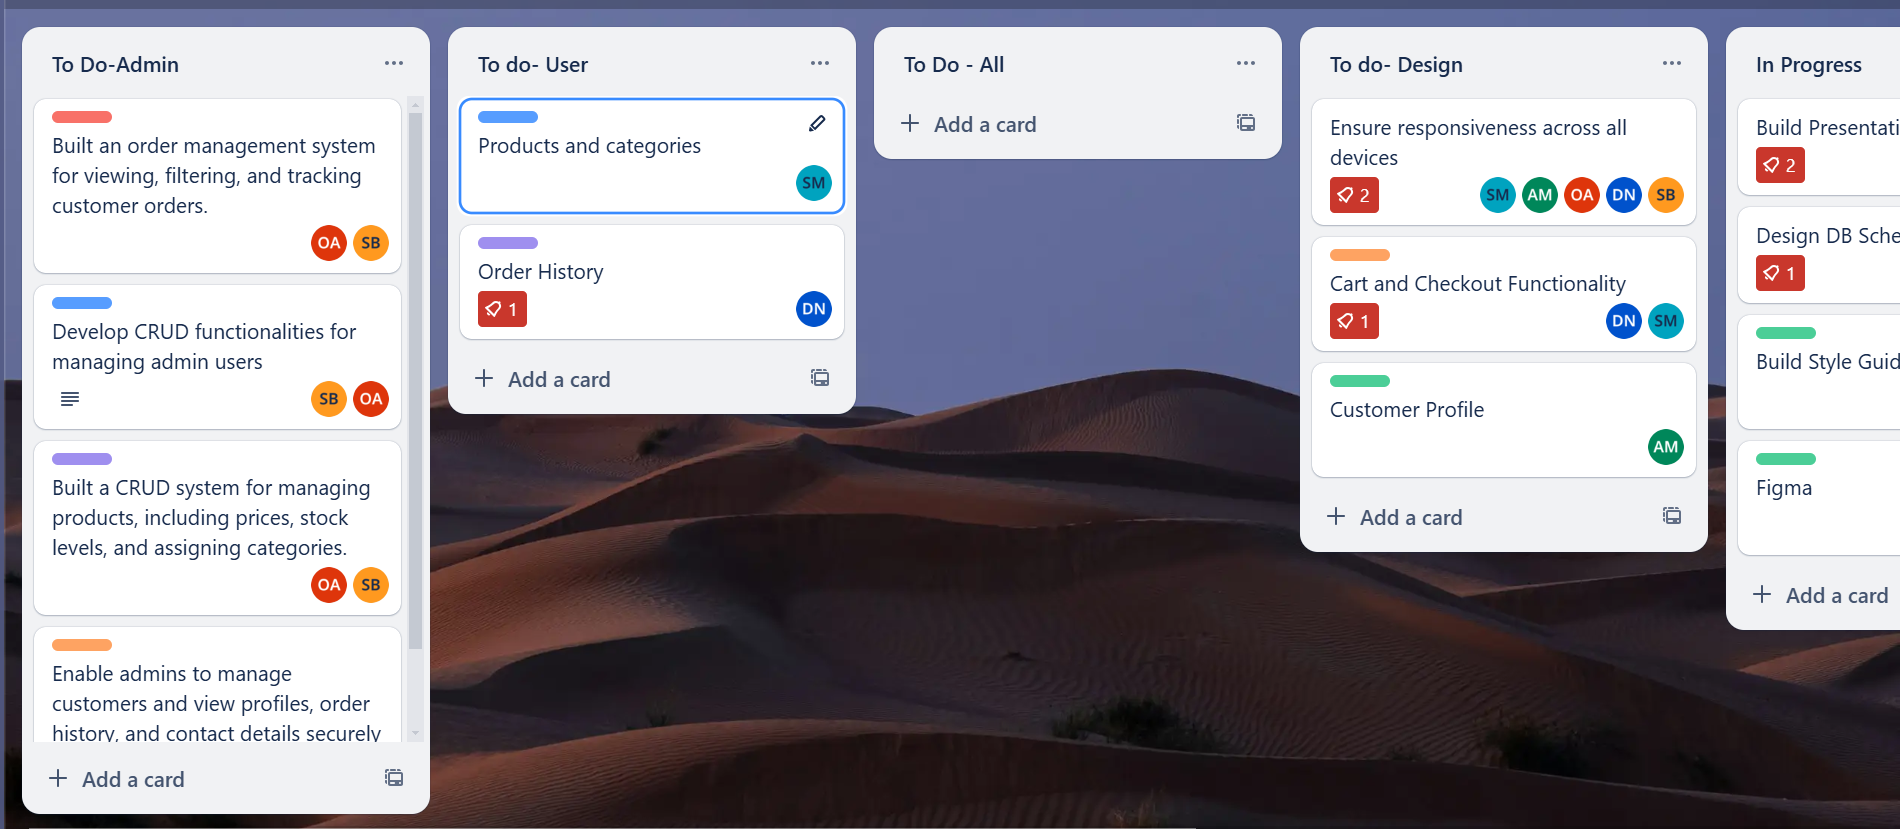 To Do-Admin
Built an order management system
for viewing, filtering, and tracking
customer orders.
OA SB
Develop CRUD functionalities for
managing admin users
SB OA
Built a CRUD system for managing
products, including prices, stock
levels, and assigning categories.
OA SB
Enable admins to manage
customers and view profiles, order
history, and contact details securely
+ Add a card
To do- User
Products and categories
SM
Order History
1 DN
+ Add a card
To Do - All
+ Add a card
To do- Design
Ensure responsiveness across all
devices
2 SM AM OA DN SB
Cart and Checkout Functionality
1 DN SM
Customer Profile
AM
+ Add a card
In Progress
Build Presentati
2
Design DB Sche
1
Build Style Guid
Figma
+ Add a card